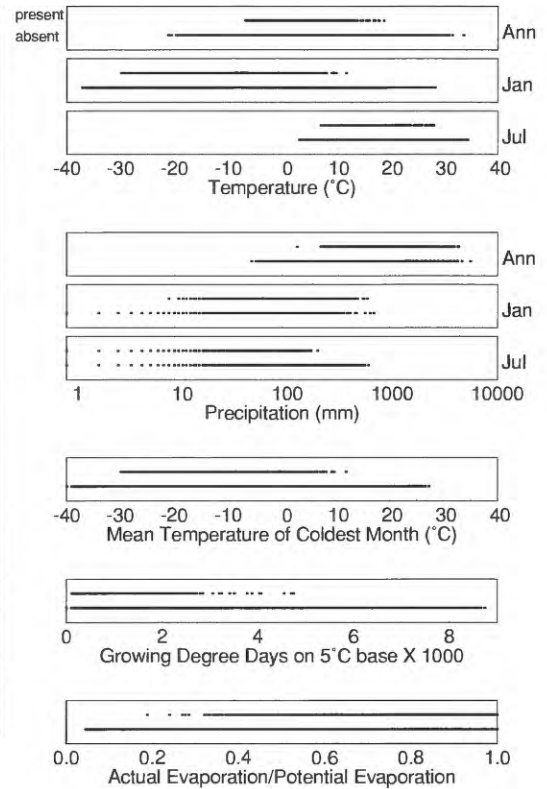 present
absent
Ann
Jan
Jul
-40 -30 -20 -10 0 10 20 30 40
Temperature (˚C)
Ann
Jan
Jul
1 10 100 1000 10000
Precipitation (mm)
-40 -30 -20 -10 0 10 20 30 40
Mean Temperature of Coldest Month (˚C)
0 2 4 6 8
Growing Degree Days on 5˚C base X 1000
0.0 0.2 0.4 0.6 0.8 1.0
Actual Evaporation/Potential Evaporation